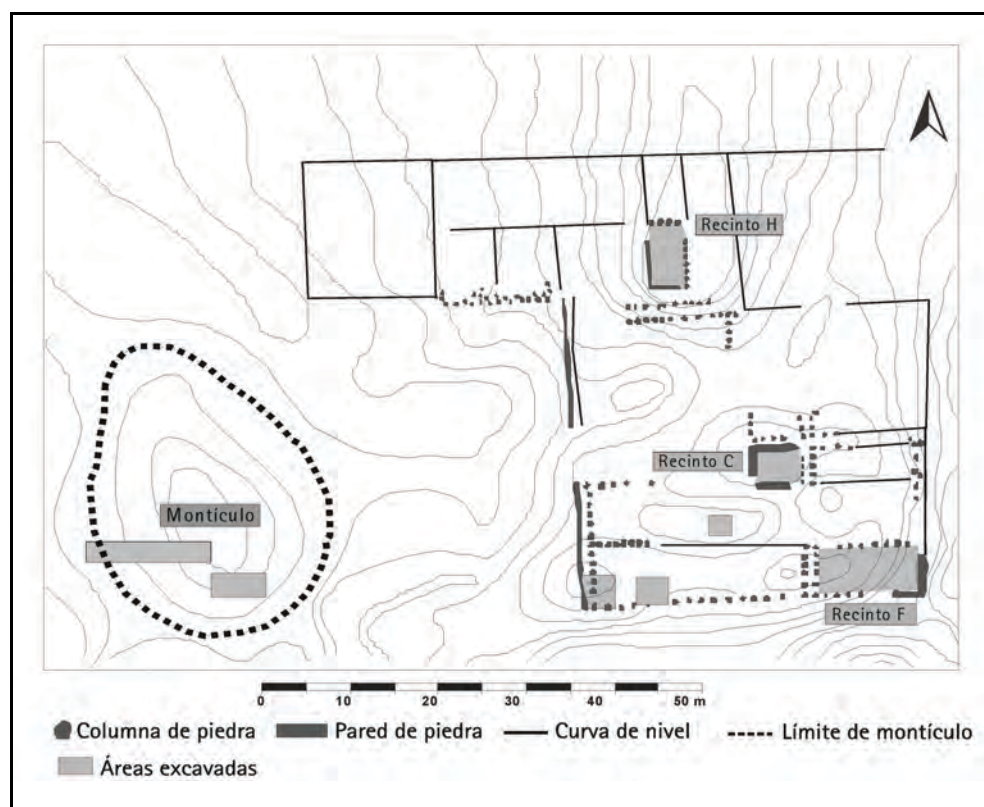 Recinto H
Recinto C
Montículo
Recinto F
0 10 20 30 40 50 m
Columna de piedra Pared de piedra Curva de nivel Límite de montículo
Áreas excavadas